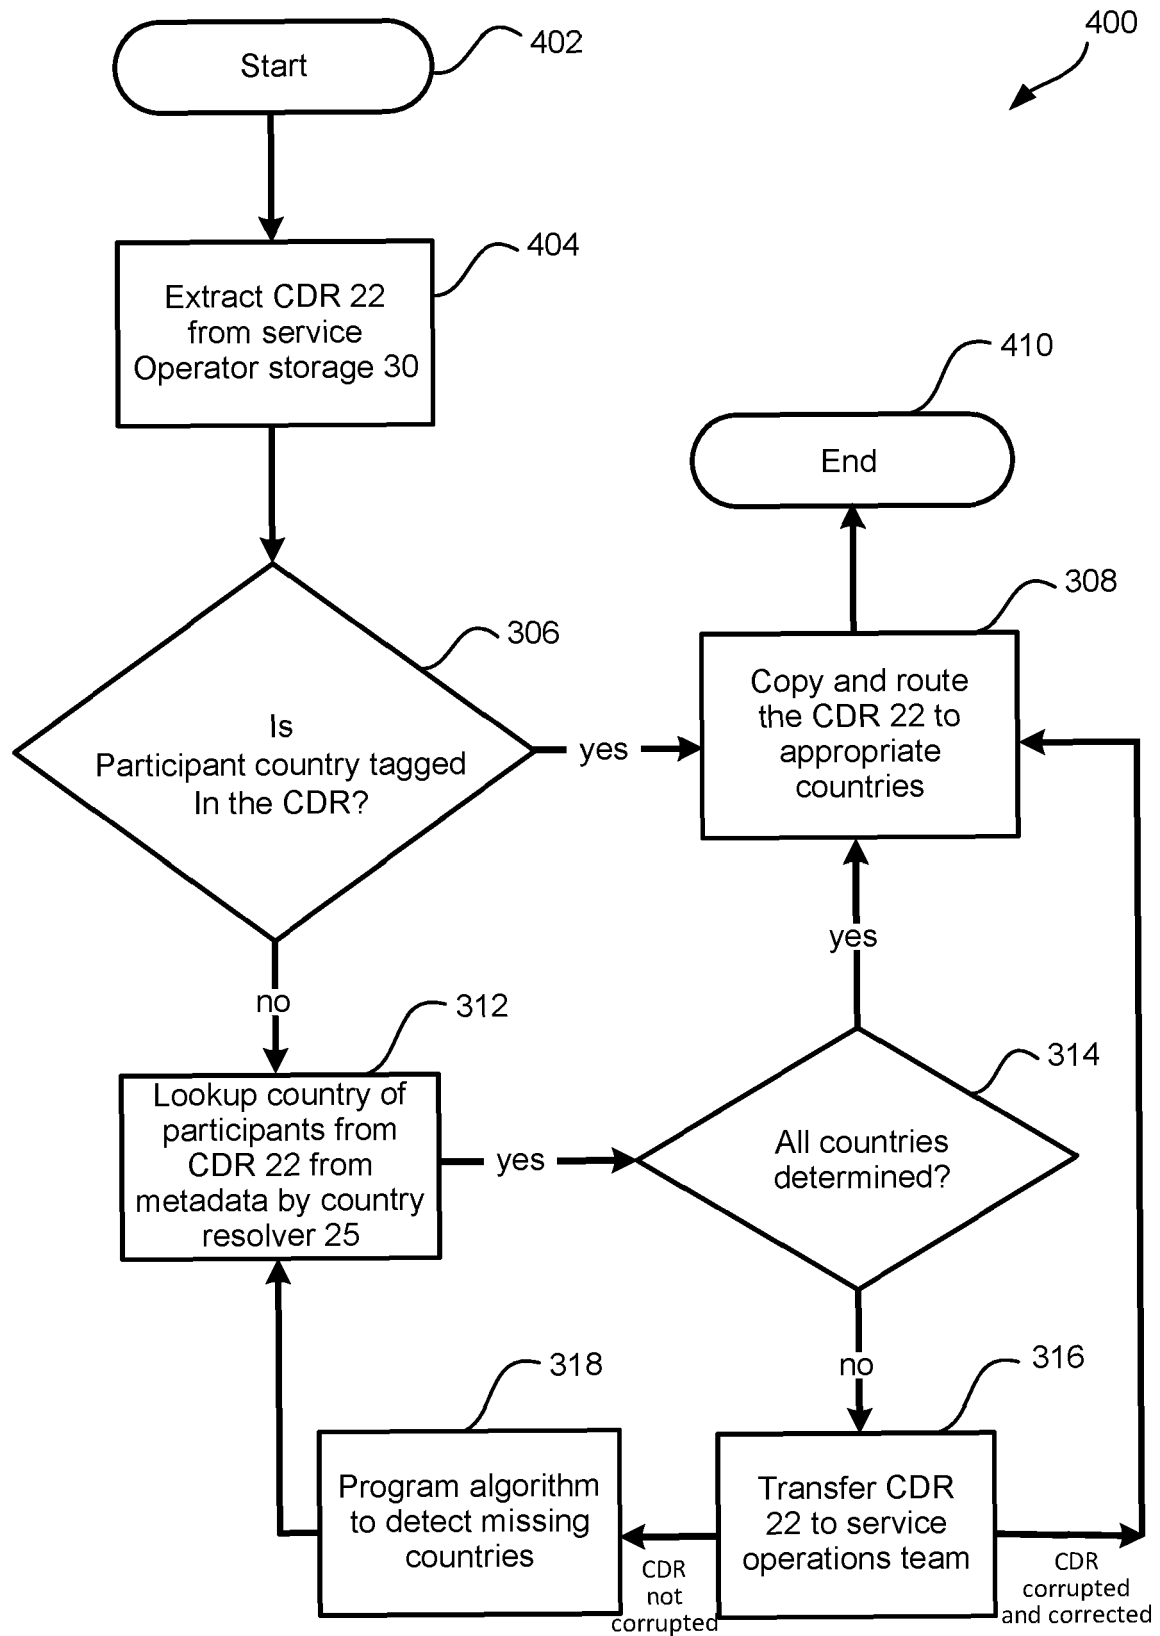 400
402
Start
404
Extract CDR 22
from service
Operator storage 30
410
End
306
Is
Participant country tagged
In the CDR?
yes
308
Copy and route
the CDR 22 to
appropriate
countries
yes
no
312
Lookup country of
participants from
CDR 22 from
metadata by country
resolver 25
yes
314
All countries
determined?
no
316
Transfer CDR
22 to service
operations team
318
Program algorithm
to detect missing
countries
CDR
not
corrupted
CDR
corrupted
and corrected